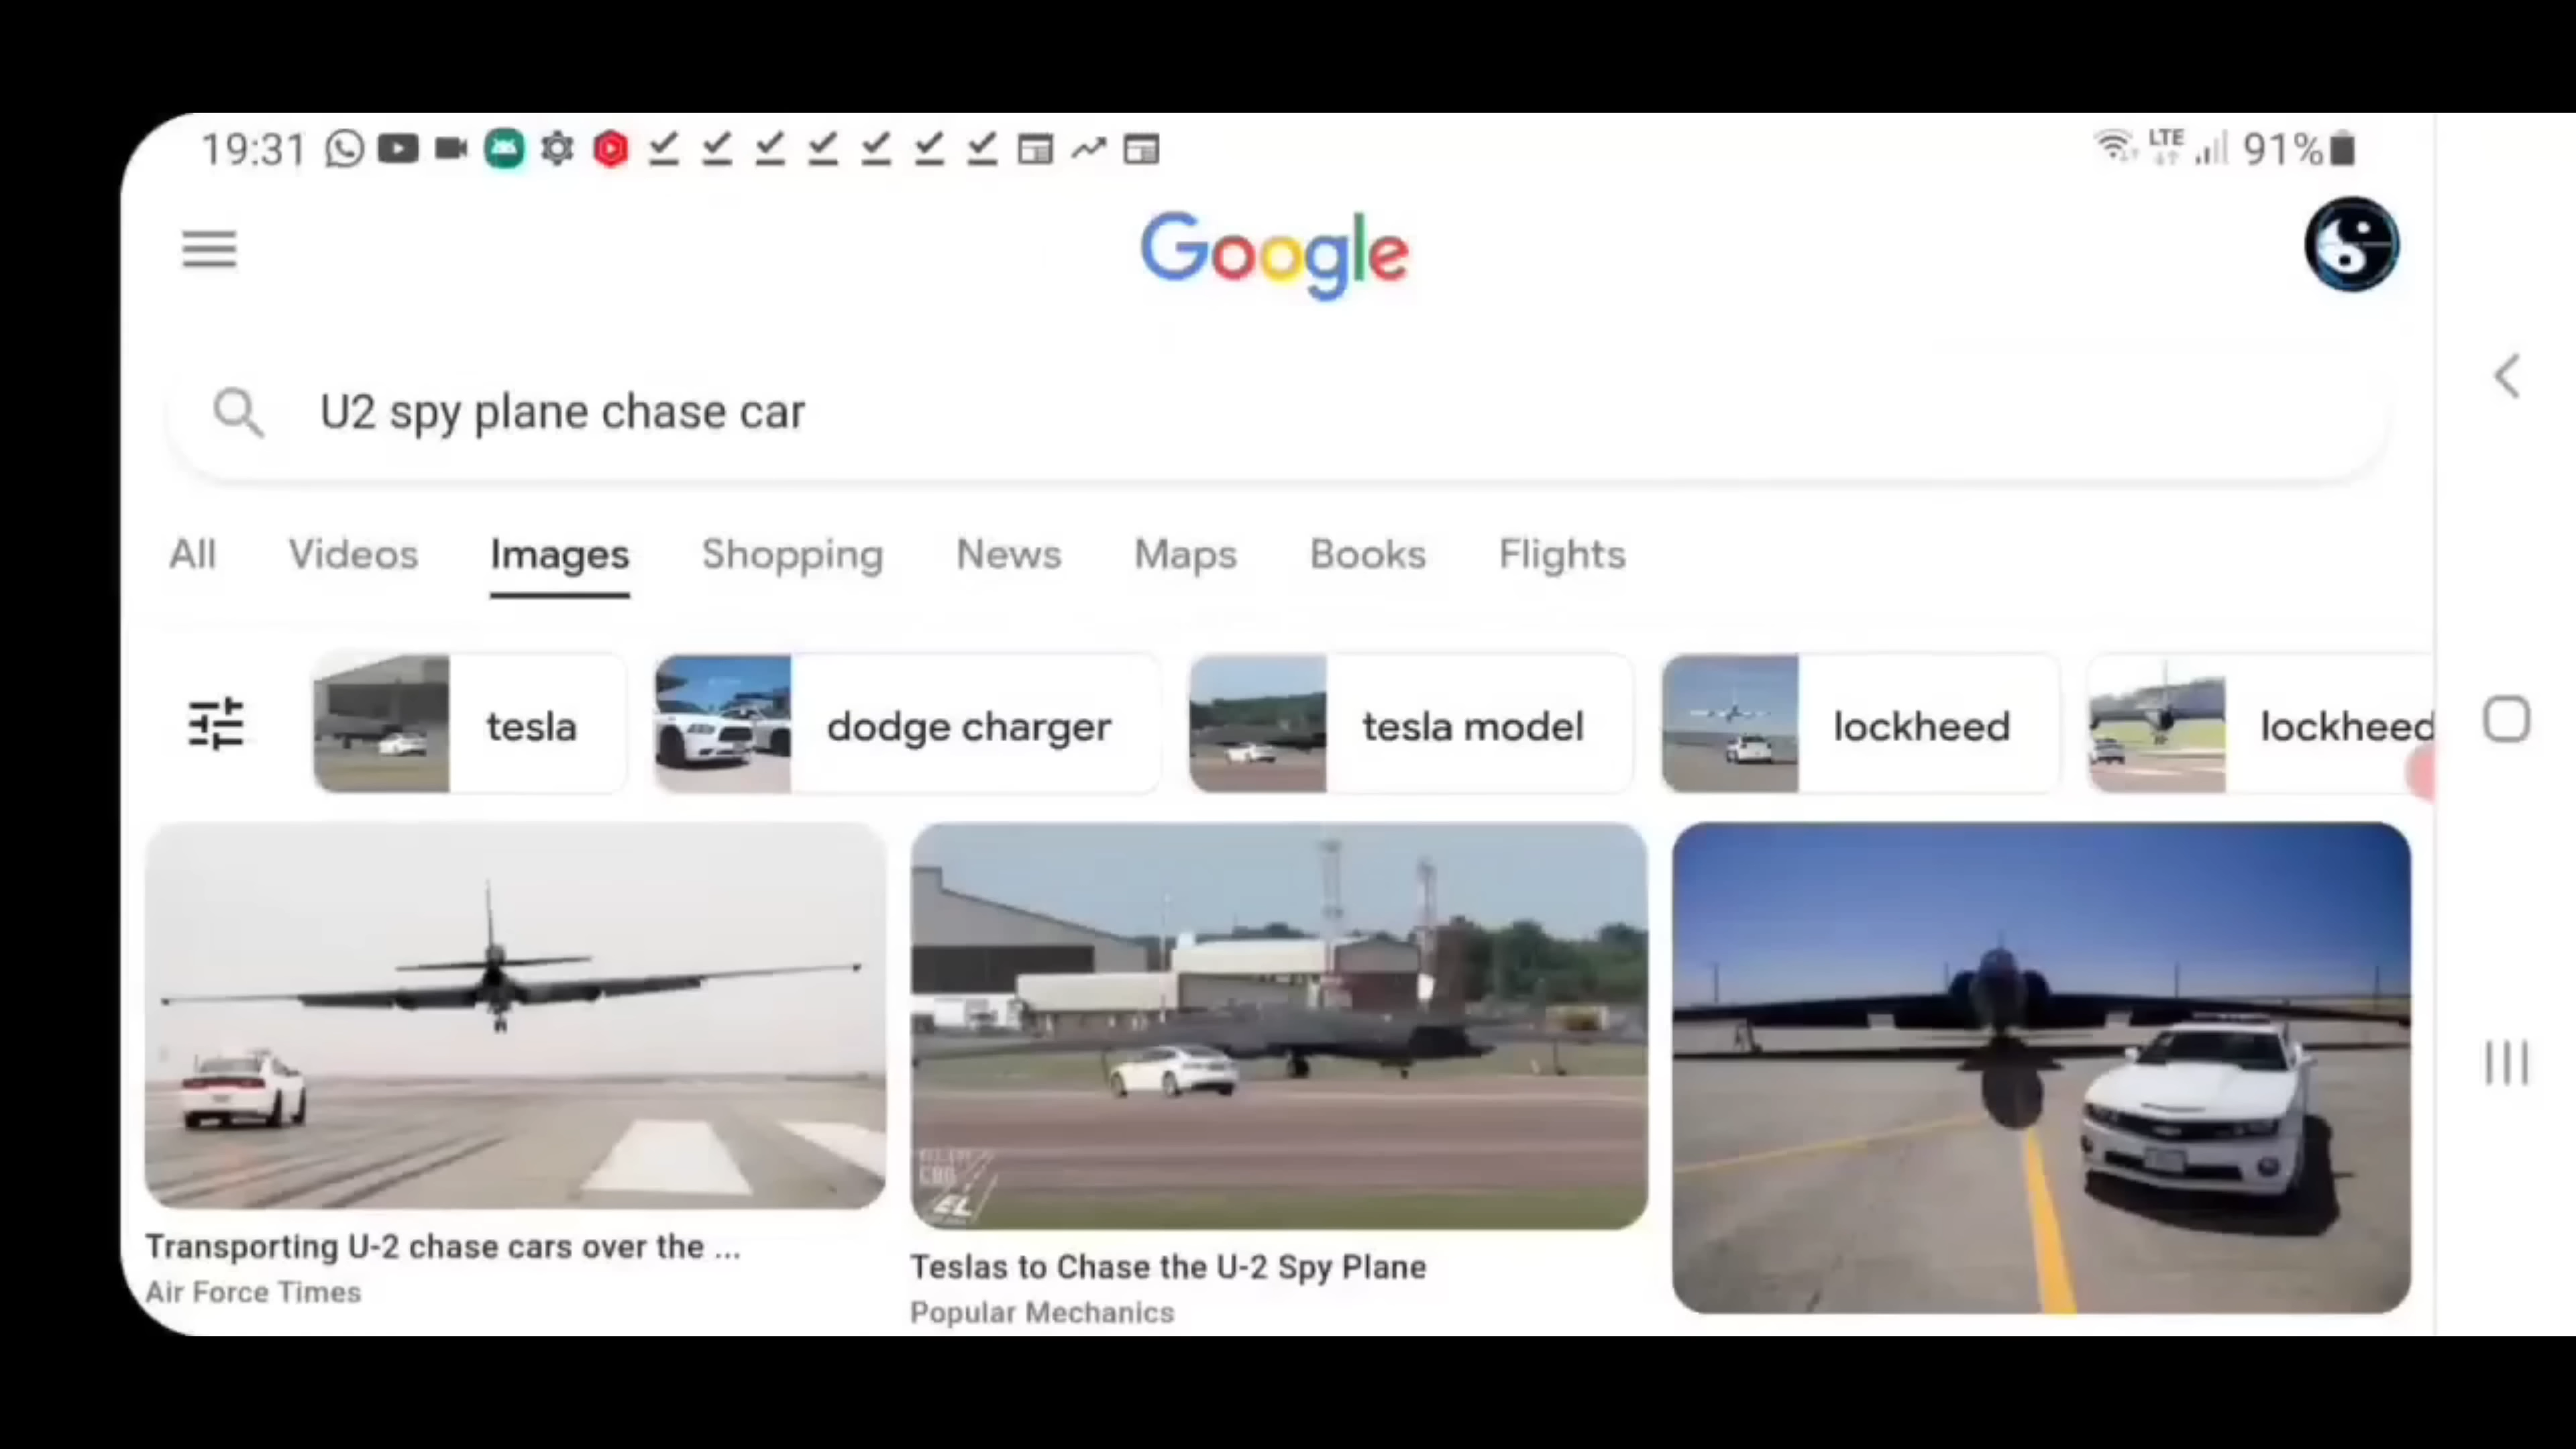 19:31
LTE
91%
Google
U2 spy plane chase car
All Videos Images Shopping News Maps Books Flights
tesla
dodge charger
tesla model
lockheed
lockheed
Transporting U-2 chase cars over the ...
Air Force Times
Teslas to Chase the U-2 Spy Plane
Popular Mechanics